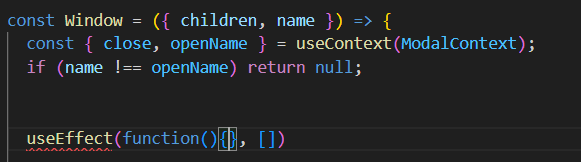 const Window = ({ children, name }) => {
const { close, openName } = useContext(ModalContext);
if (name !== openName) return null;
useEffect(function(){}, [])